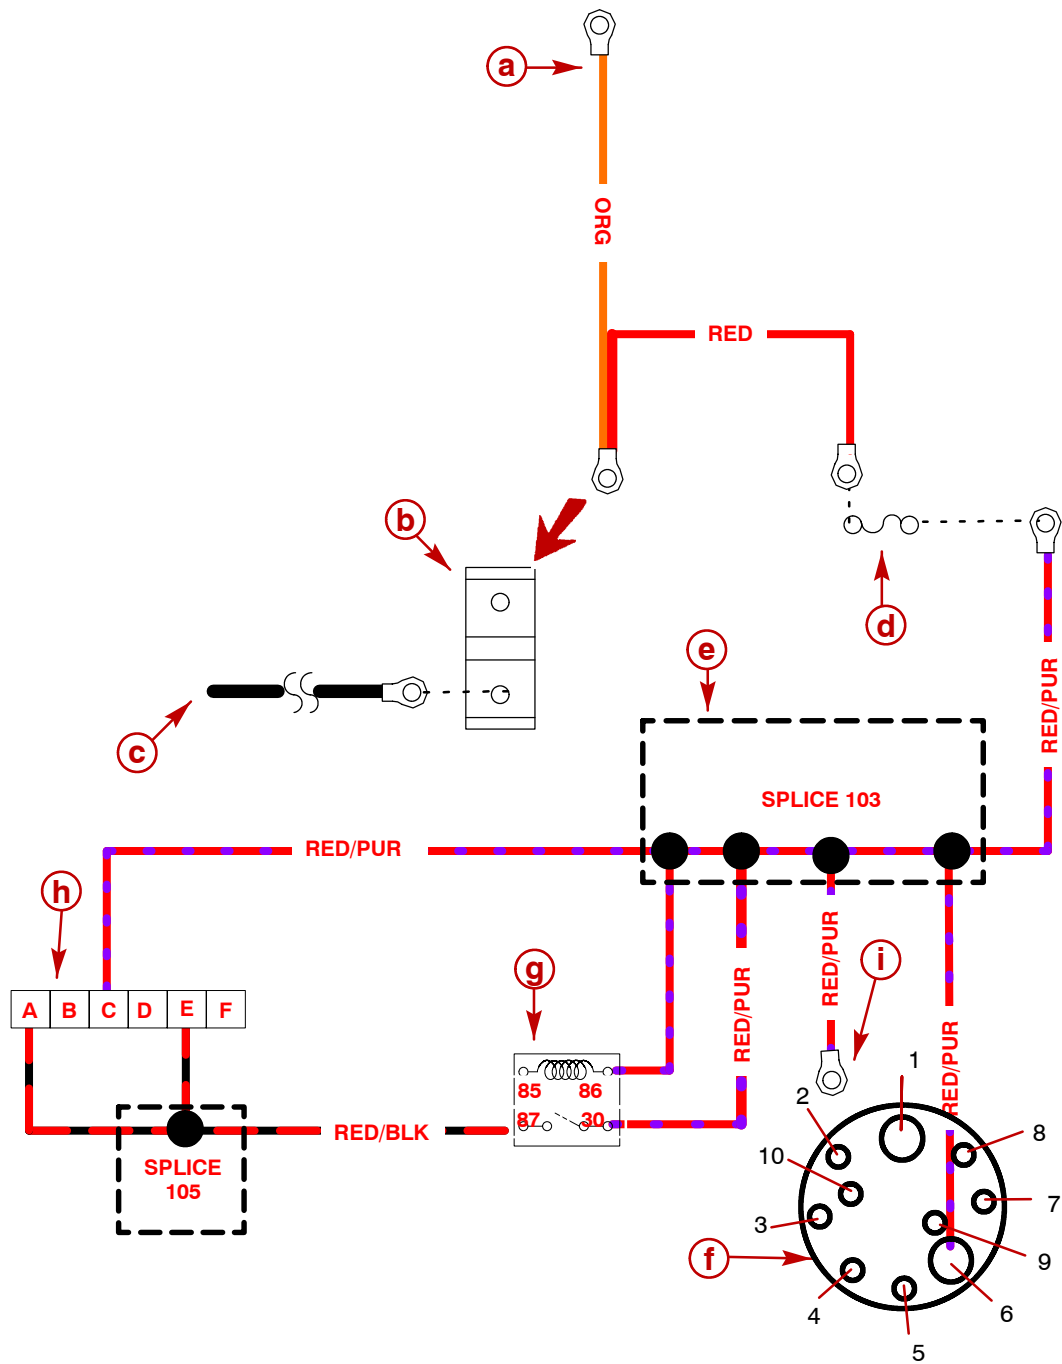 a
ORG
RED
b
d
e
c
RED/PUR
SPLICE 103
RED/PUR
h
i
g
A B C D E F
RED/PUR
RED/PUR
RED/PUR
85 86
87 30
1
2
8
10
RED/BLK
SPLICE
105
7
3
f
9
4
6
5